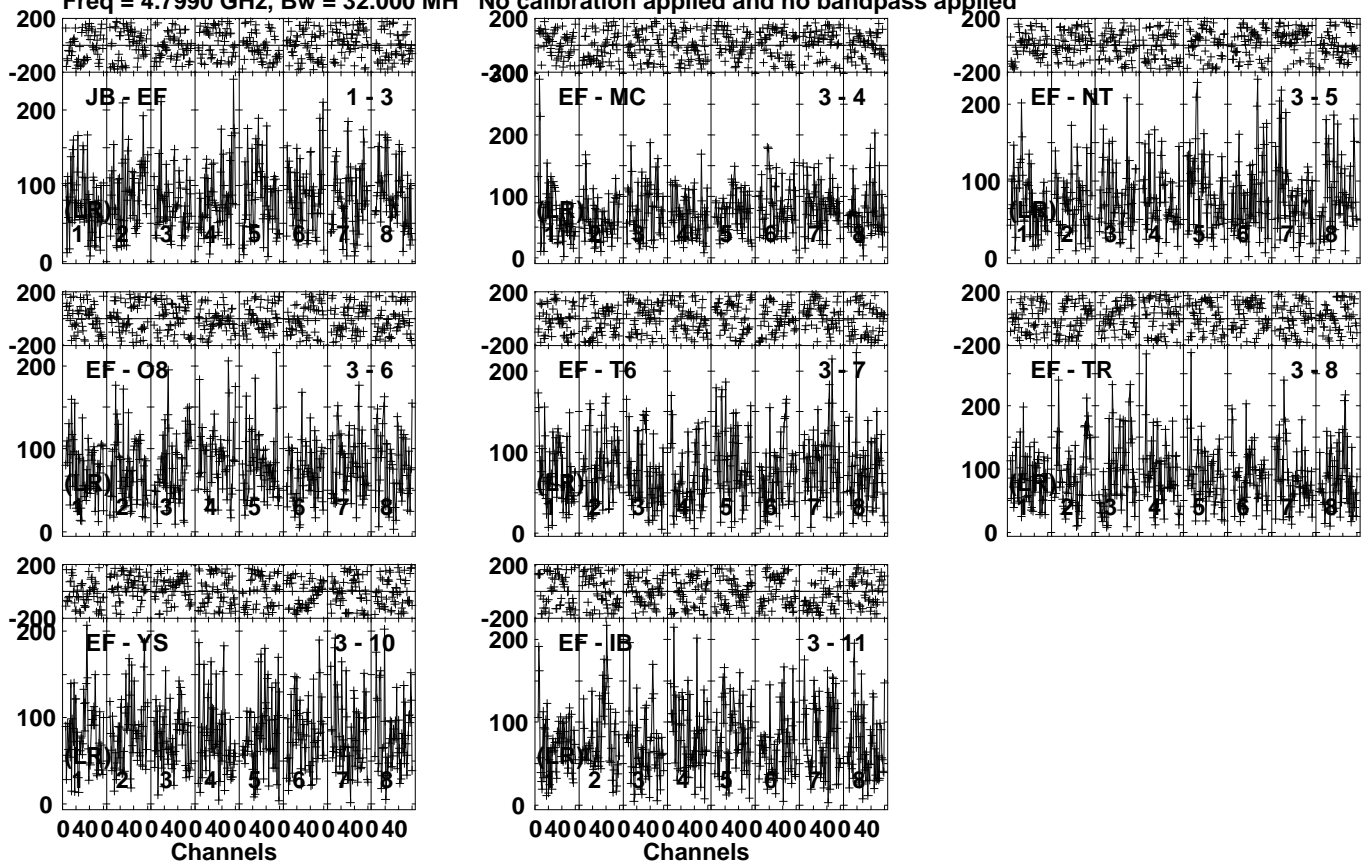 Freq = 4.7990 GHz, Bw = 32.000 MH No calibration applied and no bandpass applied
200 200 200
-200 -200 -200
300
JB - EF 1 - 3 EF - MC 3 - 4 EF - NT 3 - 5
200 200 200
100 100 100
(LR) (LR) (LR)
1 2 3 4 5 6 7 8 1 2 3 4 5 6 7 8 1 2 3 4 5 6 7 8
0 0 0
200 200 200
-200 -200 -200
EF - O8 3 - 6 EF - T6 3 - 7 EF - TR 3 - 8
200 200 200
100 100 100
(LR) (LR) (LR)
1 2 3 4 5 6 7 8 1 2 3 4 5 6 7 8 1 2 3 4 5 6 7 8
0 0 0
200 200
-200 -200
200 200
EF - YS 3 - 10 EF - IB 3 - 11
100 100
(LR) (LR)
1 2 3 4 5 6 7 8 1 2 3 4 5 6 7 8
0 0
0 40 0 40 0 40 0 40 0 40 0 40 0 40 0 40 0 40 0 40 0 40 0 40 0 40 0 40 0 40 0 40
Channels Channels